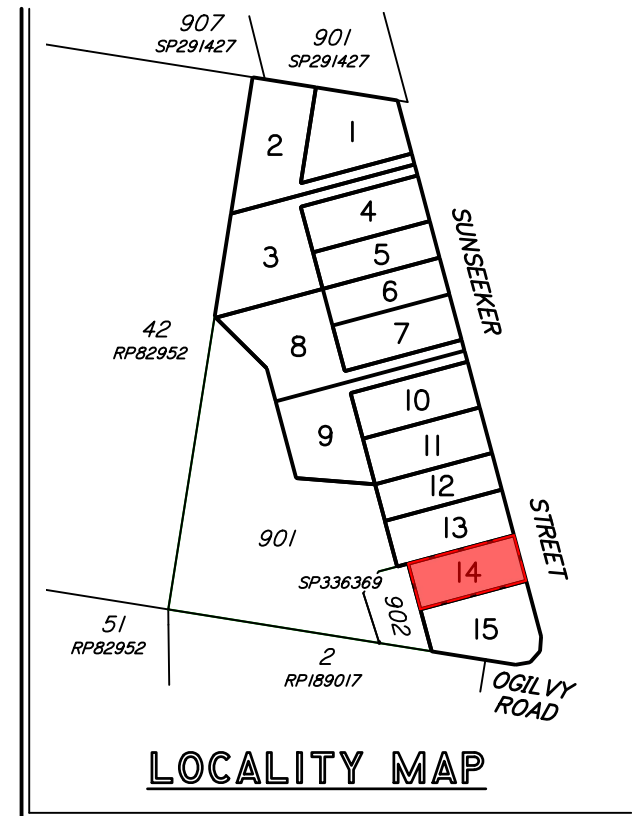 907
SP291427
901
SP291427
1
2
4
3
5
6
7
8
SUNSEEKER
42
RP82952
10
9
11
12
13
STREET
901
14
SP336369
902
15
51
RP82952
2
RP189017
OGILVY
ROAD
LOCALITY MAP